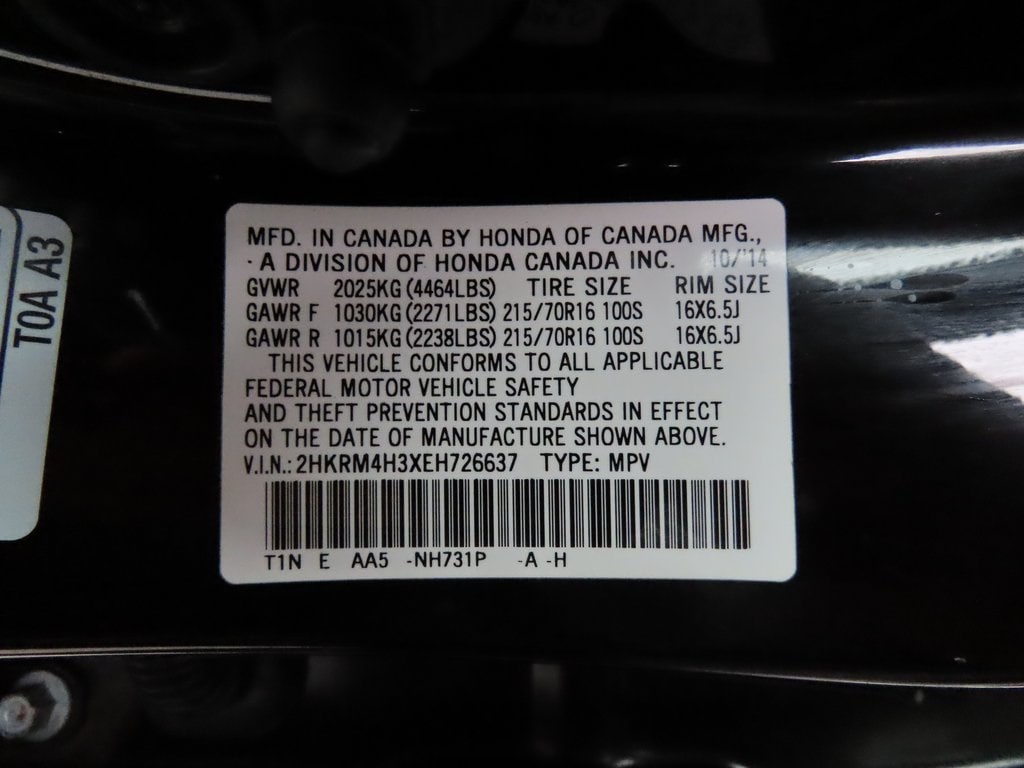 MFD. IN CANADA BY HONDA OF CANADA MFG.,
· A DIVISION OF HONDA CANADA INC. 10/'14
GVWR 2025KG (4464LBS) TIRE SIZE RIM SIZE
GAWR F 1030KG (2271LBS) 215/70R16 100S 16X6.5J
GAWR R 1015KG (2238LBS) 215/70R16 100S 16X6.5J
THIS VEHICLE CONFORMS TO ALL APPLICABLE
FEDERAL MOTOR VEHICLE SAFETY
AND THEFT PREVENTION STANDARDS IN EFFECT
ON THE DATE OF MANUFACTURE SHOWN ABOVE.
V.I.N.: 2HKRM4H3XEH726637 TYPE: MPV
T1N E AA5 -NH731P -A -H
T0A A3